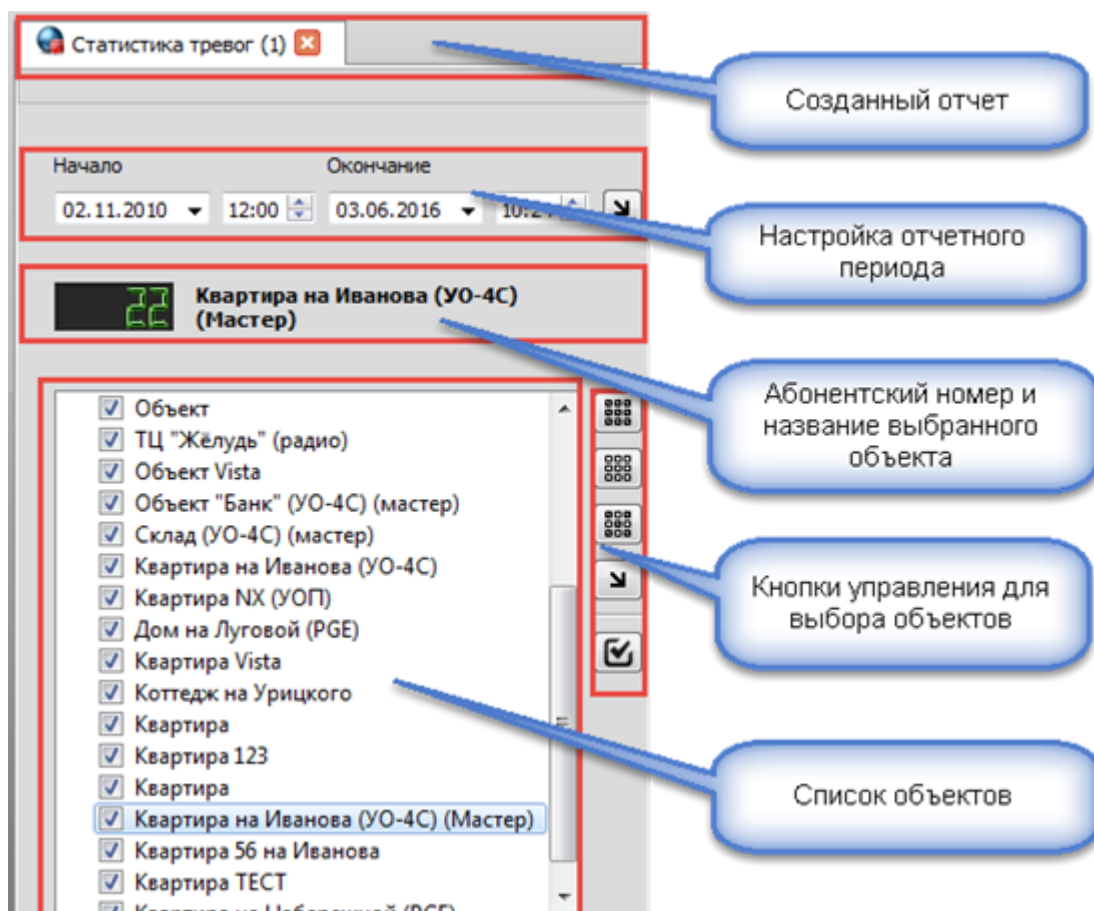 Статистика тревог (1)
Созданный отчет
Начало Окончание
02.11.2010 12:00 03.06.2016
Настройка отчетного
периода
22
Квартира на Иванова (УО-4С)
(Мастер)
Абонентский номер и
название выбранного
объекта
Объект
ТЦ "Жёлудь" (радио)
Объект Vista
Объект "Банк" (УО-4С) (мастер)
Склад (УО-4С) (мастер)
Квартира на Иванова (УО-4С)
Квартира NX (УОП)
Дом на Луговой (PGE)
Квартира Vista
Коттедж на Урицкого
Квартира
Квартира 123
Квартира
Квартира на Иванова (УО-4С) (Мастер)
Квартира 56 на Иванова
Квартира ТЕСТ
Кнопки управления для
выбора объектов
Список объектов